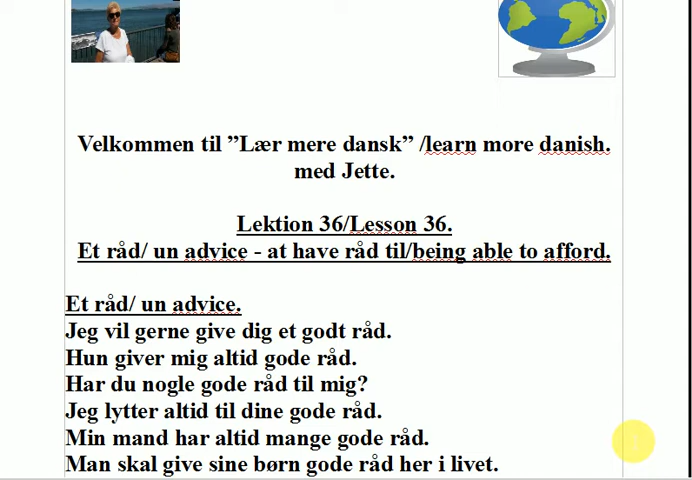 Velkommen til ”Lær mere dansk” /learn more danish.
med Jette.
Lektion 36/Lesson 36.
Et råd/ un advice - at have råd til/being able to afford.
Et råd/ un advice.
Jeg vil gerne give dig et godt råd.
Hun giver mig altid gode råd.
Har du nogle gode råd til mig?
Jeg lytter altid til dine gode råd.
Min mand har altid mange gode råd.
Man skal give sine børn gode råd her i livet.